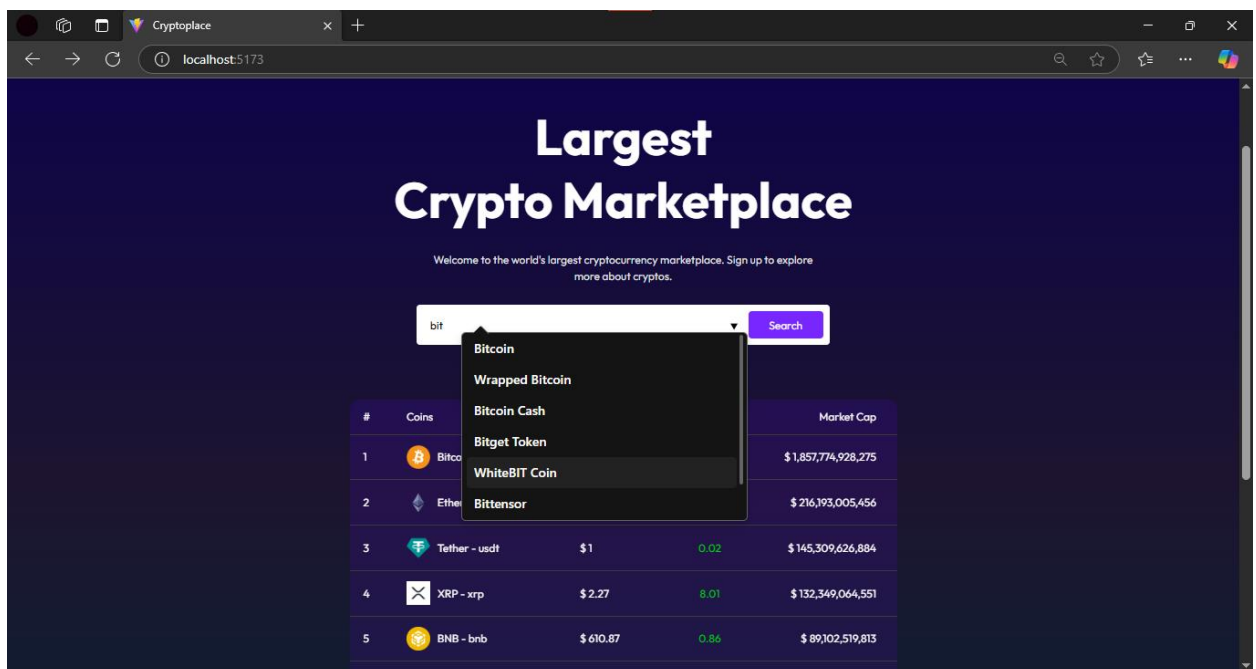 Cryptoplace
localhost:5173
Largest
Crypto Marketplace
Welcome to the world's largest cryptocurrency marketplace. Sign up to explore
more about cryptos.
bit Search
Bitcoin
Wrapped Bitcoin
Bitcoin Cash
Bitget Token
WhiteBIT Coin
Bittensor
# Coins Market Cap
1 Bitco $ 1,857,774,928,275
2 Ethe $ 216,193,005,456
3 Tether - usdt $ 1 0.02 $ 145,309,626,884
4 XRP - xrp $ 2.27 8.01 $ 132,349,064,551
5 BNB - bnb $ 610.87 0.86 $ 89,102,519,813